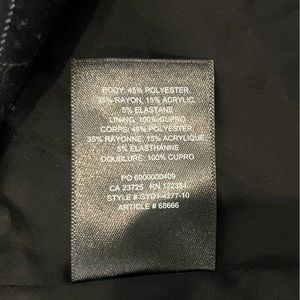 BODY: 45% POLYESTER,
35% RAYON, 15% ACRYLIC,
5% ELASTANE
LINING: 100% CUPRO
CORPS: 45% POLYESTER,
35% RAYONNE, 15% ACRYLIQUE
5% ELASTHANNE
DOUBLURE: 100% CUPRO
PO 6000000409
CA 23725 RN 122354
ARTICLE # 68666